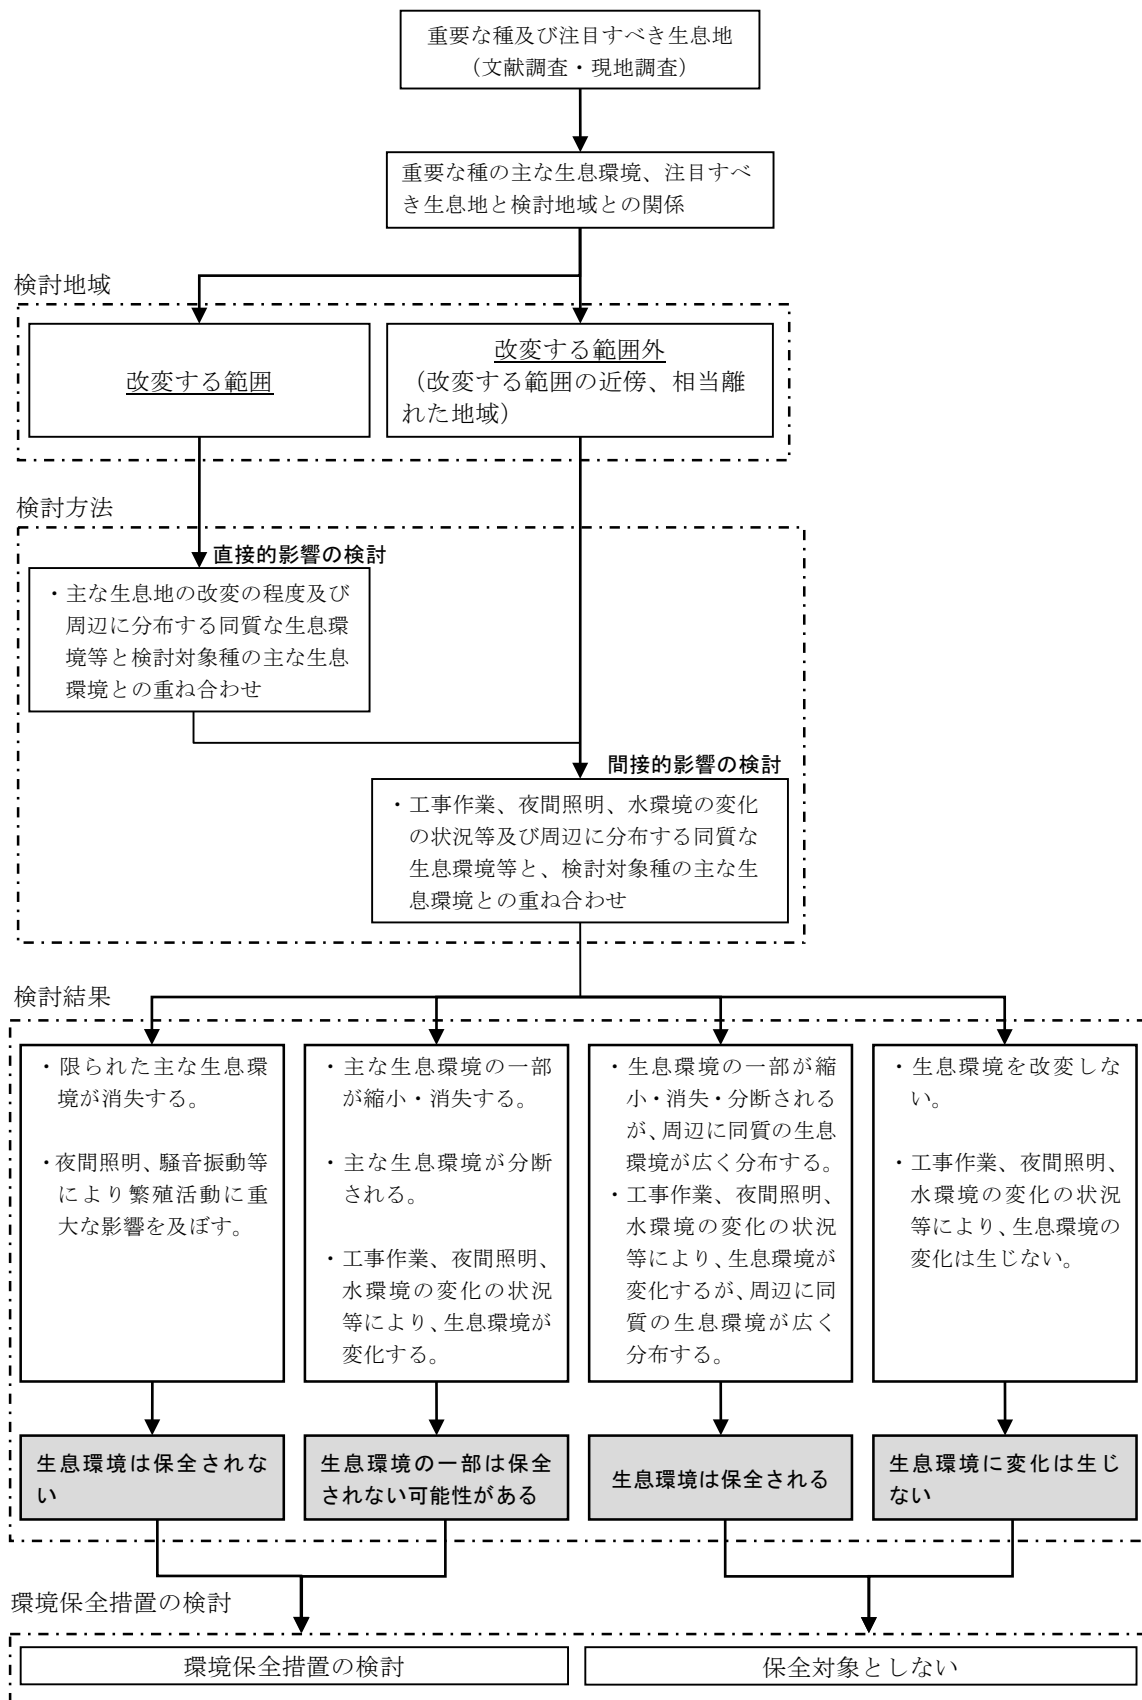 重要な種及び注目すべき生息地
（文献調査・現地調査）
重要な種の主な生息環境、注目すべ
き生息地と検討地域との関係
検討地域
改変する範囲
改変する範囲外
（改変する範囲の近傍、相当離
れた地域）
検討方法
直接的影響の検討
・主な生息地の改変の程度及び
周辺に分布する同質な生息環
境等と検討対象種の主な生息
環境との重ね合わせ
間接的影響の検討
・工事作業、夜間照明、水環境の変化
の状況等及び周辺に分布する同質な
生息環境等と、検討対象種の主な生
息環境との重ね合わせ
検討結果
・限られた主な生息環
境が消失する。
・夜間照明、騒音振動等
により繁殖活動に重
大な影響を及ぼす。
・主な生息環境の一部
が縮小・消失する。
・主な生息環境が分断
される。
・工事作業、夜間照明、
水環境の変化の状況
等により、生息環境が
変化する。
・生息環境の一部が縮
小・消失・分断される
が、周辺に同質の生息
環境が広く分布する。
・工事作業、夜間照明、
水環境の変化の状況
等により、生息環境が
変化するが、周辺に同
質の生息環境が広く
分布する。
・生息環境を改変しな
い。
・工事作業、夜間照明、
水環境の変化の状況
等により、生息環境の
変化は生じない。
生息環境は保全されな
い
生息環境の一部は保全
されない可能性がある
生息環境は保全される
生息環境に変化は生じ
ない
環境保全措置の検討
環境保全措置の検討
保全対象としない